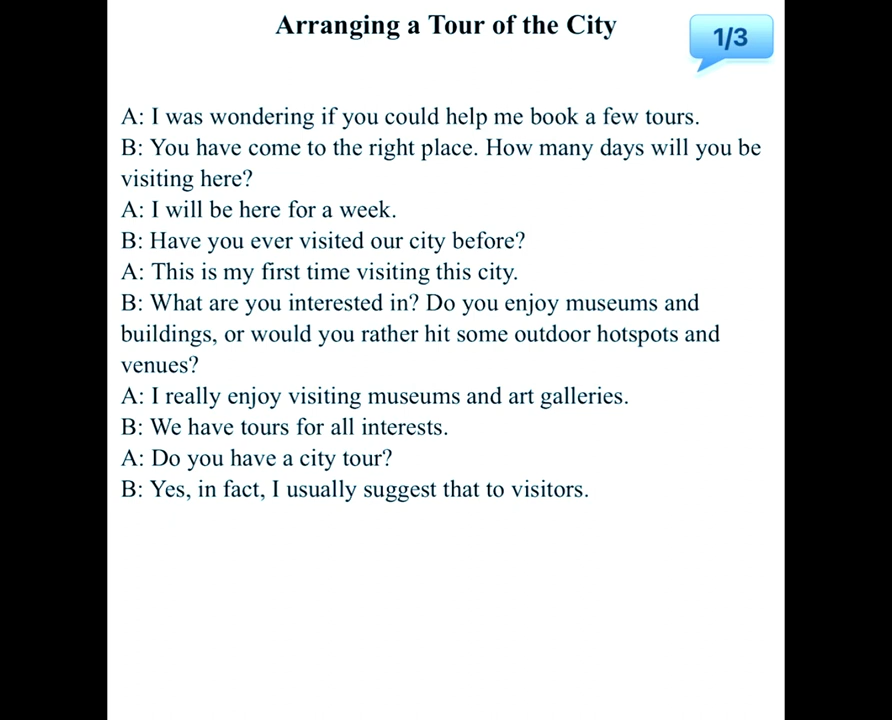 Arranging a Tour of the City
1/3
A: I was wondering if you could help me book a few tours.
B: You have come to the right place. How many days will you be
visiting here?
A: I will be here for a week.
B: Have you ever visited our city before?
A: This is my first time visiting this city.
B: What are you interested in? Do you enjoy museums and
buildings, or would you rather hit some outdoor hotspots and
venues?
A: I really enjoy visiting museums and art galleries.
B: We have tours for all interests.
A: Do you have a city tour?
B: Yes, in fact, I usually suggest that to visitors.